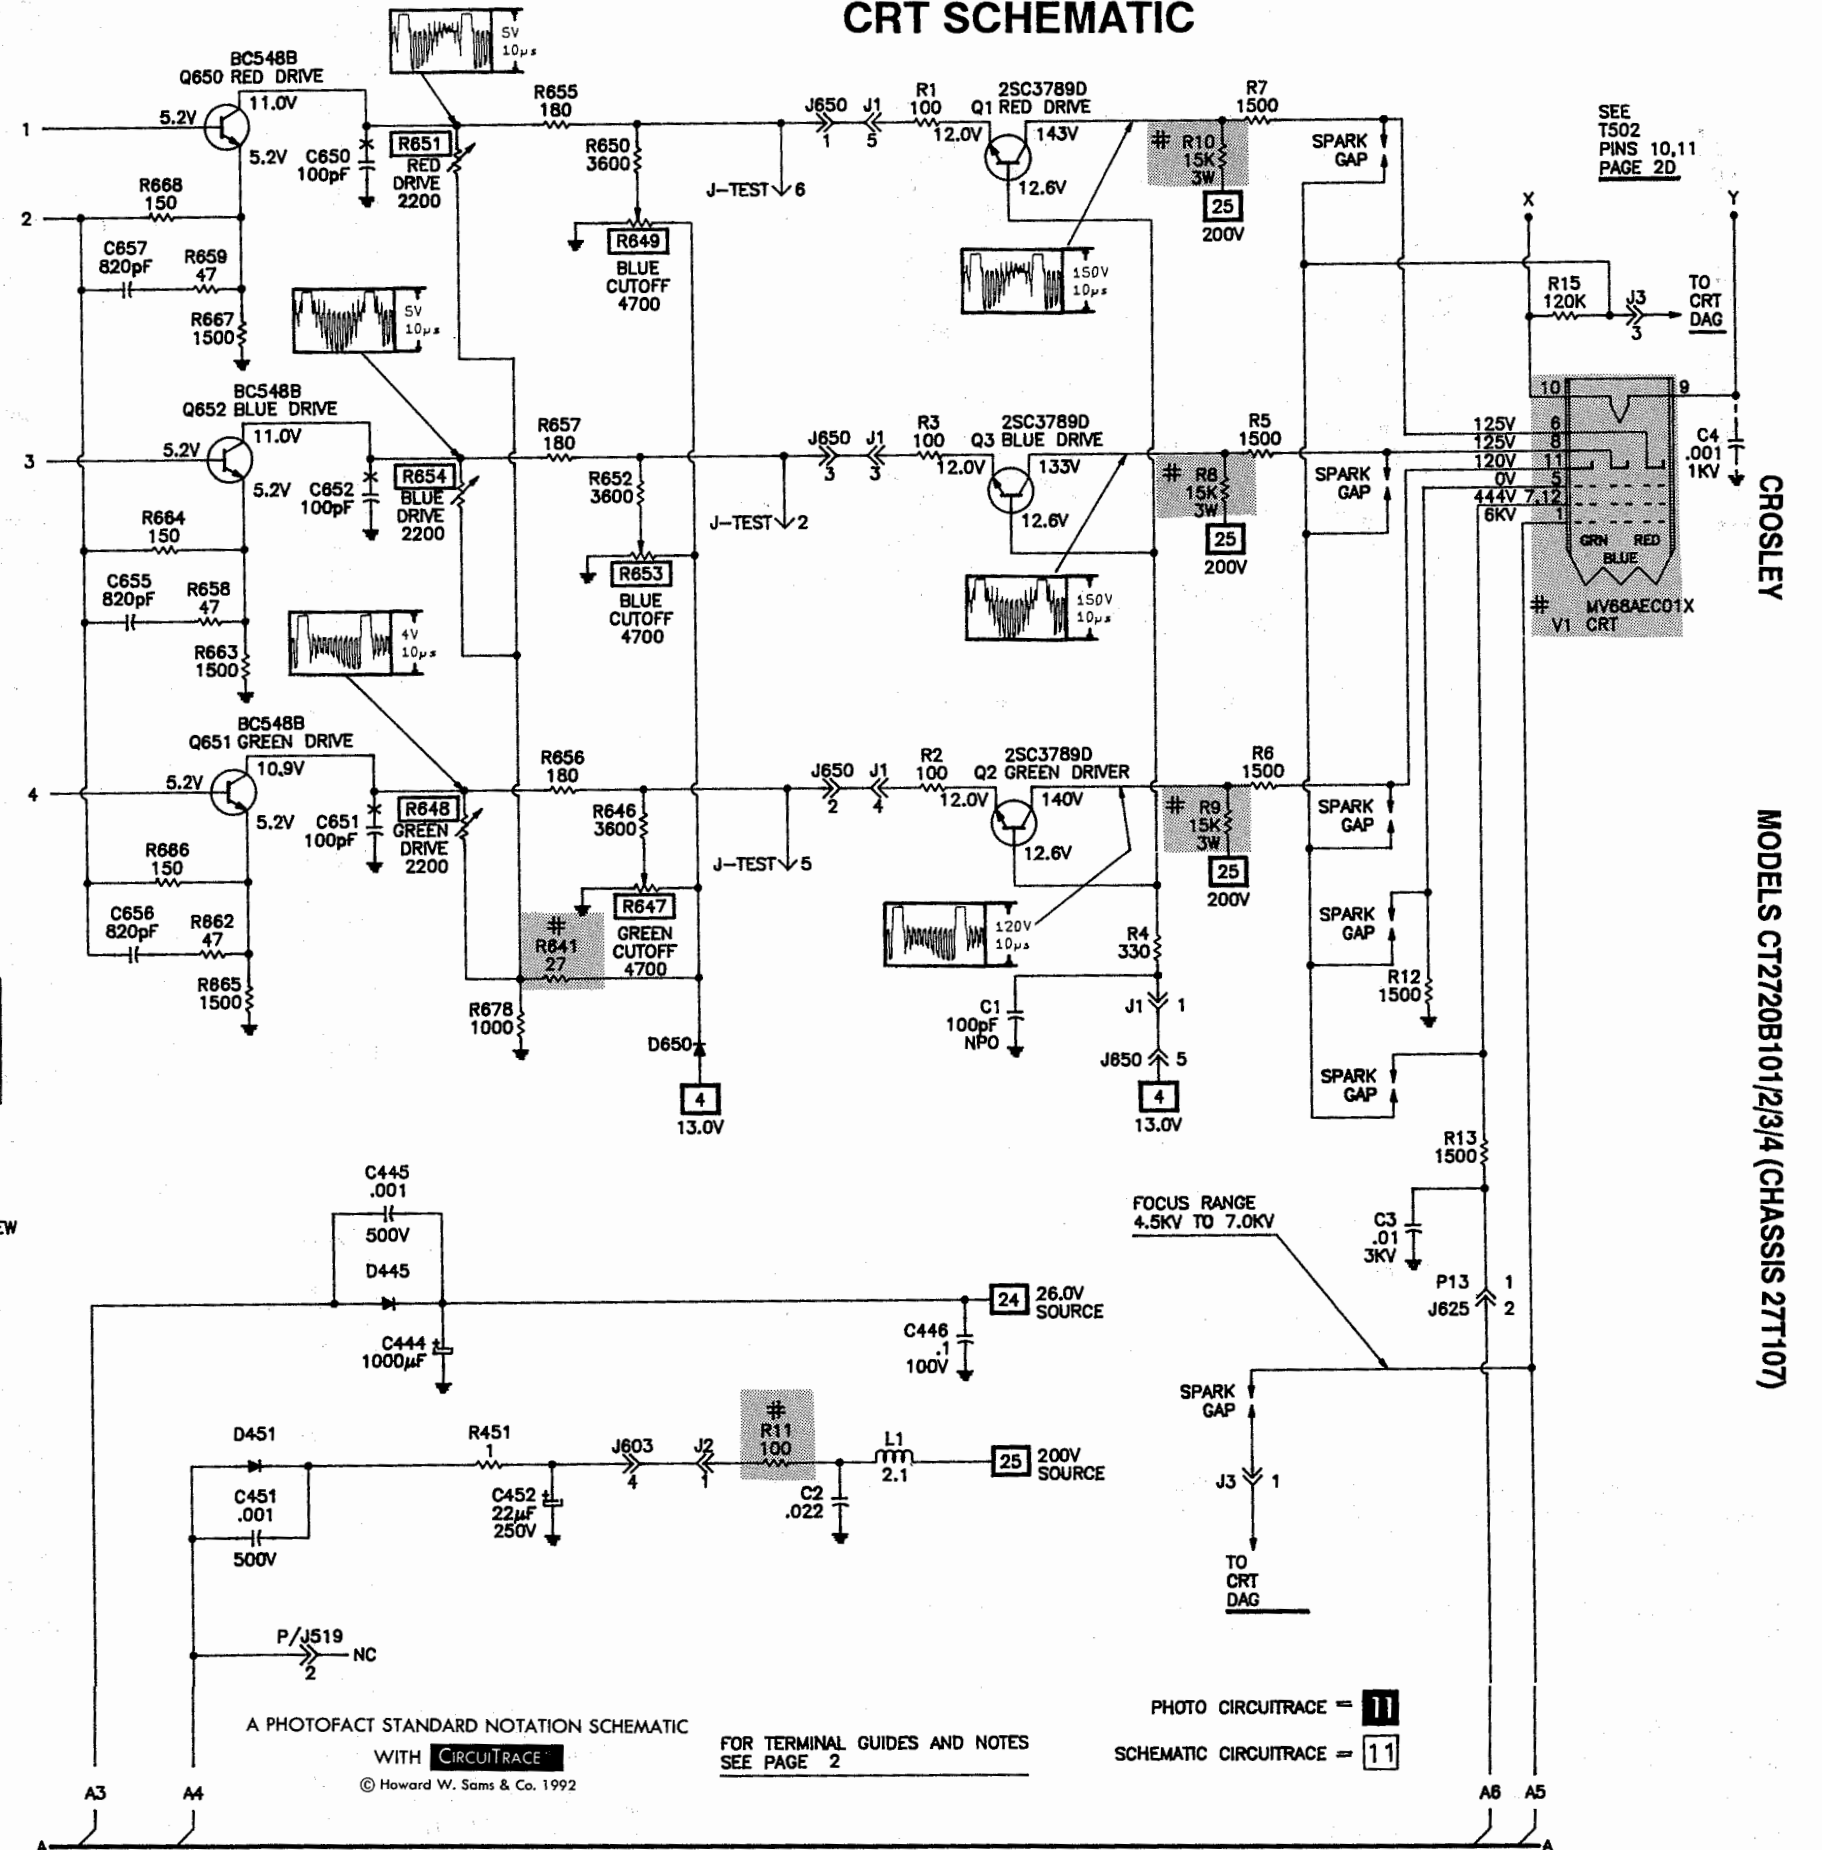 CRT SCHEMATIC
5V
10µs
BC548B
Q650 RED DRIVE
11.0V
5.2V
5.2V
1
C650
100pF
R651
RED
DRIVE
2200
R655
180
R650
3600
R649
BLUE
CUTOFF
4700
J-TEST 6
J650 J1
1 5
R1
100
2SC3789D
Q1 RED DRIVE
12.0V
143V
12.6V
150V
10µs
# R10
15K
3W
25
200V
R7
1500
SPARK
GAP
SEE
T502
PINS 10,11
PAGE 2D
X
Y
2
R668
150
C657
820pF
R659
47
R667
1500
5V
10µs
R15
120K
J3
3
TO
CRT
DAG
BC548B
Q652 BLUE DRIVE
11.0V
5.2V
5.2V
3
C652
100pF
R654
BLUE
DRIVE
2200
R657
180
R652
3600
R653
BLUE
CUTOFF
4700
J-TEST 2
J650 J1
3 3
R3
100
2SC3789D
Q3 BLUE DRIVE
12.0V
133V
12.6V
150V
10µs
# R8
15K
3W
25
200V
R5
1500
SPARK
GAP
10
9
125V 6
125V 8
120V 11
0V 5
444V 7,12
6KV 1
GRN RED
BLUE
# MV68AEC01X
V1 CRT
C4
.001
1KV
CROSLEY
R664
150
C655
820pF
R658
47
R663
1500
4V
10µs
BC548B
Q651 GREEN DRIVE
10.9V
5.2V
5.2V
4
C651
100pF
R648
GREEN
DRIVE
2200
R656
180
R646
3600
R647
GREEN
CUTOFF
4700
J-TEST 5
J650 J1
2 4
R2
100
2SC3789D
Q2 GREEN DRIVER
12.0V
140V
12.6V
120V
10µs
# R9
15K
3W
25
200V
R6
1500
SPARK
GAP
SPARK
GAP
R12
1500
SPARK
GAP
R13
1500
MODELS CT2720B101/2/3/4 (CHASSIS 27T107)
R686
150
C656
820pF
R662
47
R665
1500
#
R641
27
R678
1000
D650
4
13.0V
R4
330
C1
100pF
NPO
J1 1
J650 5
4
13.0V
C445
.001
500V
D445
C444
1000µF
C446
.1
100V
24
26.0V
SOURCE
FOCUS RANGE
4.5KV TO 7.0KV
C3
.01
3KV
P13 1
J625 2
EW
D451
C451
.001
500V
R451
1
C452
22µF
250V
J603 J2
4 1
#
R11
100
C2
.022
L1
2.1
25
200V
SOURCE
SPARK
GAP
J3 1
TO
CRT
DAG
P/J519
2
NC
A PHOTOFACT STANDARD NOTATION SCHEMATIC
WITH CIRCUITRACE
© Howard W. Sams & Co. 1992
FOR TERMINAL GUIDES AND NOTES
SEE PAGE 2
PHOTO CIRCUITRACE = 11
SCHEMATIC CIRCUITRACE = 11
A3
A4
A6
A5
A
A